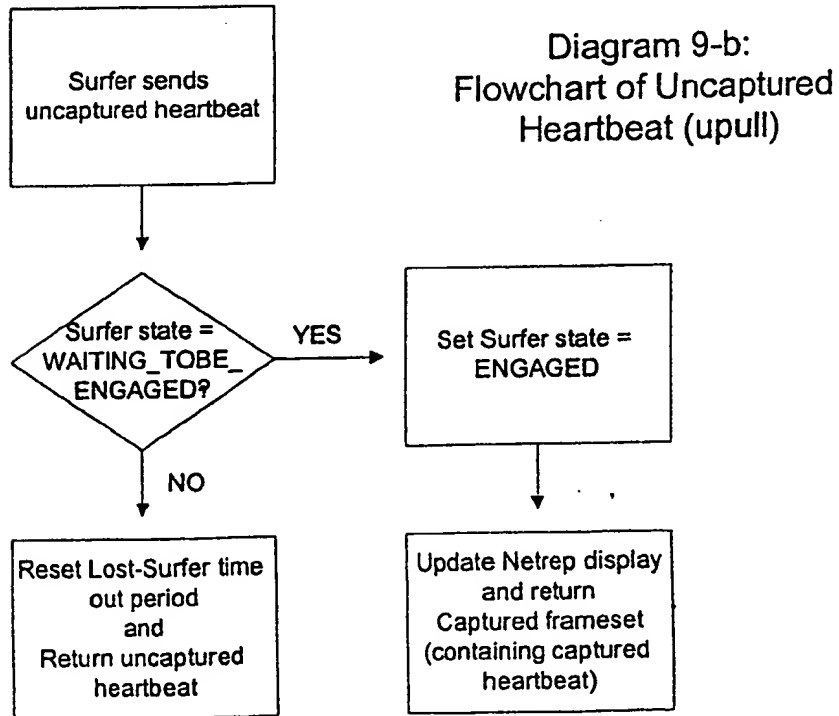 Diagram 9-b:
Flowchart of Uncaptured
Heartbeat (upull)
Surfer sends
uncaptured heartbeat
Surfer state =
WAITING_TOBE_
ENGAGED?
YES
Set Surfer state =
ENGAGED
NO
Reset Lost-Surfer time
out period
and
Return uncaptured
heartbeat
Update Netrep display
and return
Captured frameset
(containing captured
heartbeat)